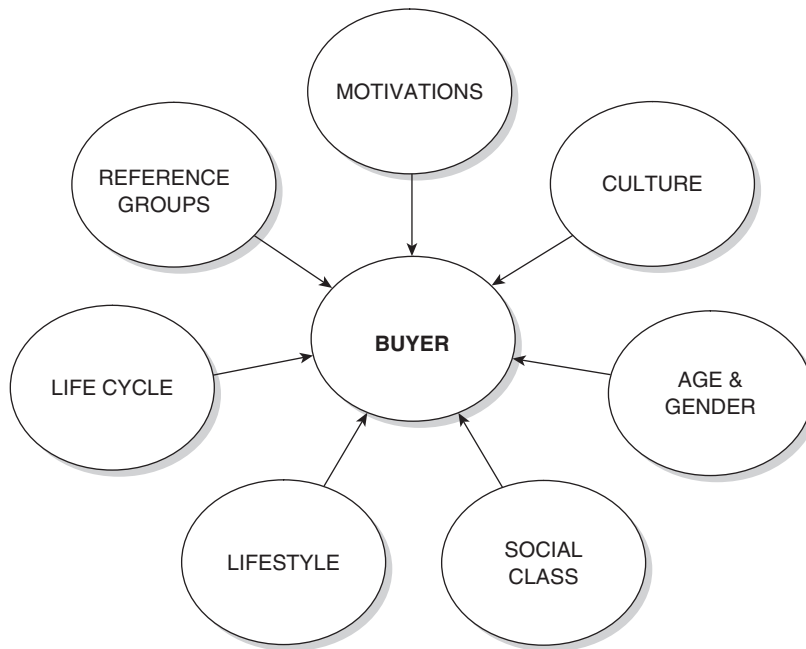 MOTIVATIONS
REFERENCE
GROUPS
CULTURE
BUYER
LIFE CYCLE
AGE &
GENDER
LIFESTYLE
SOCIAL
CLASS